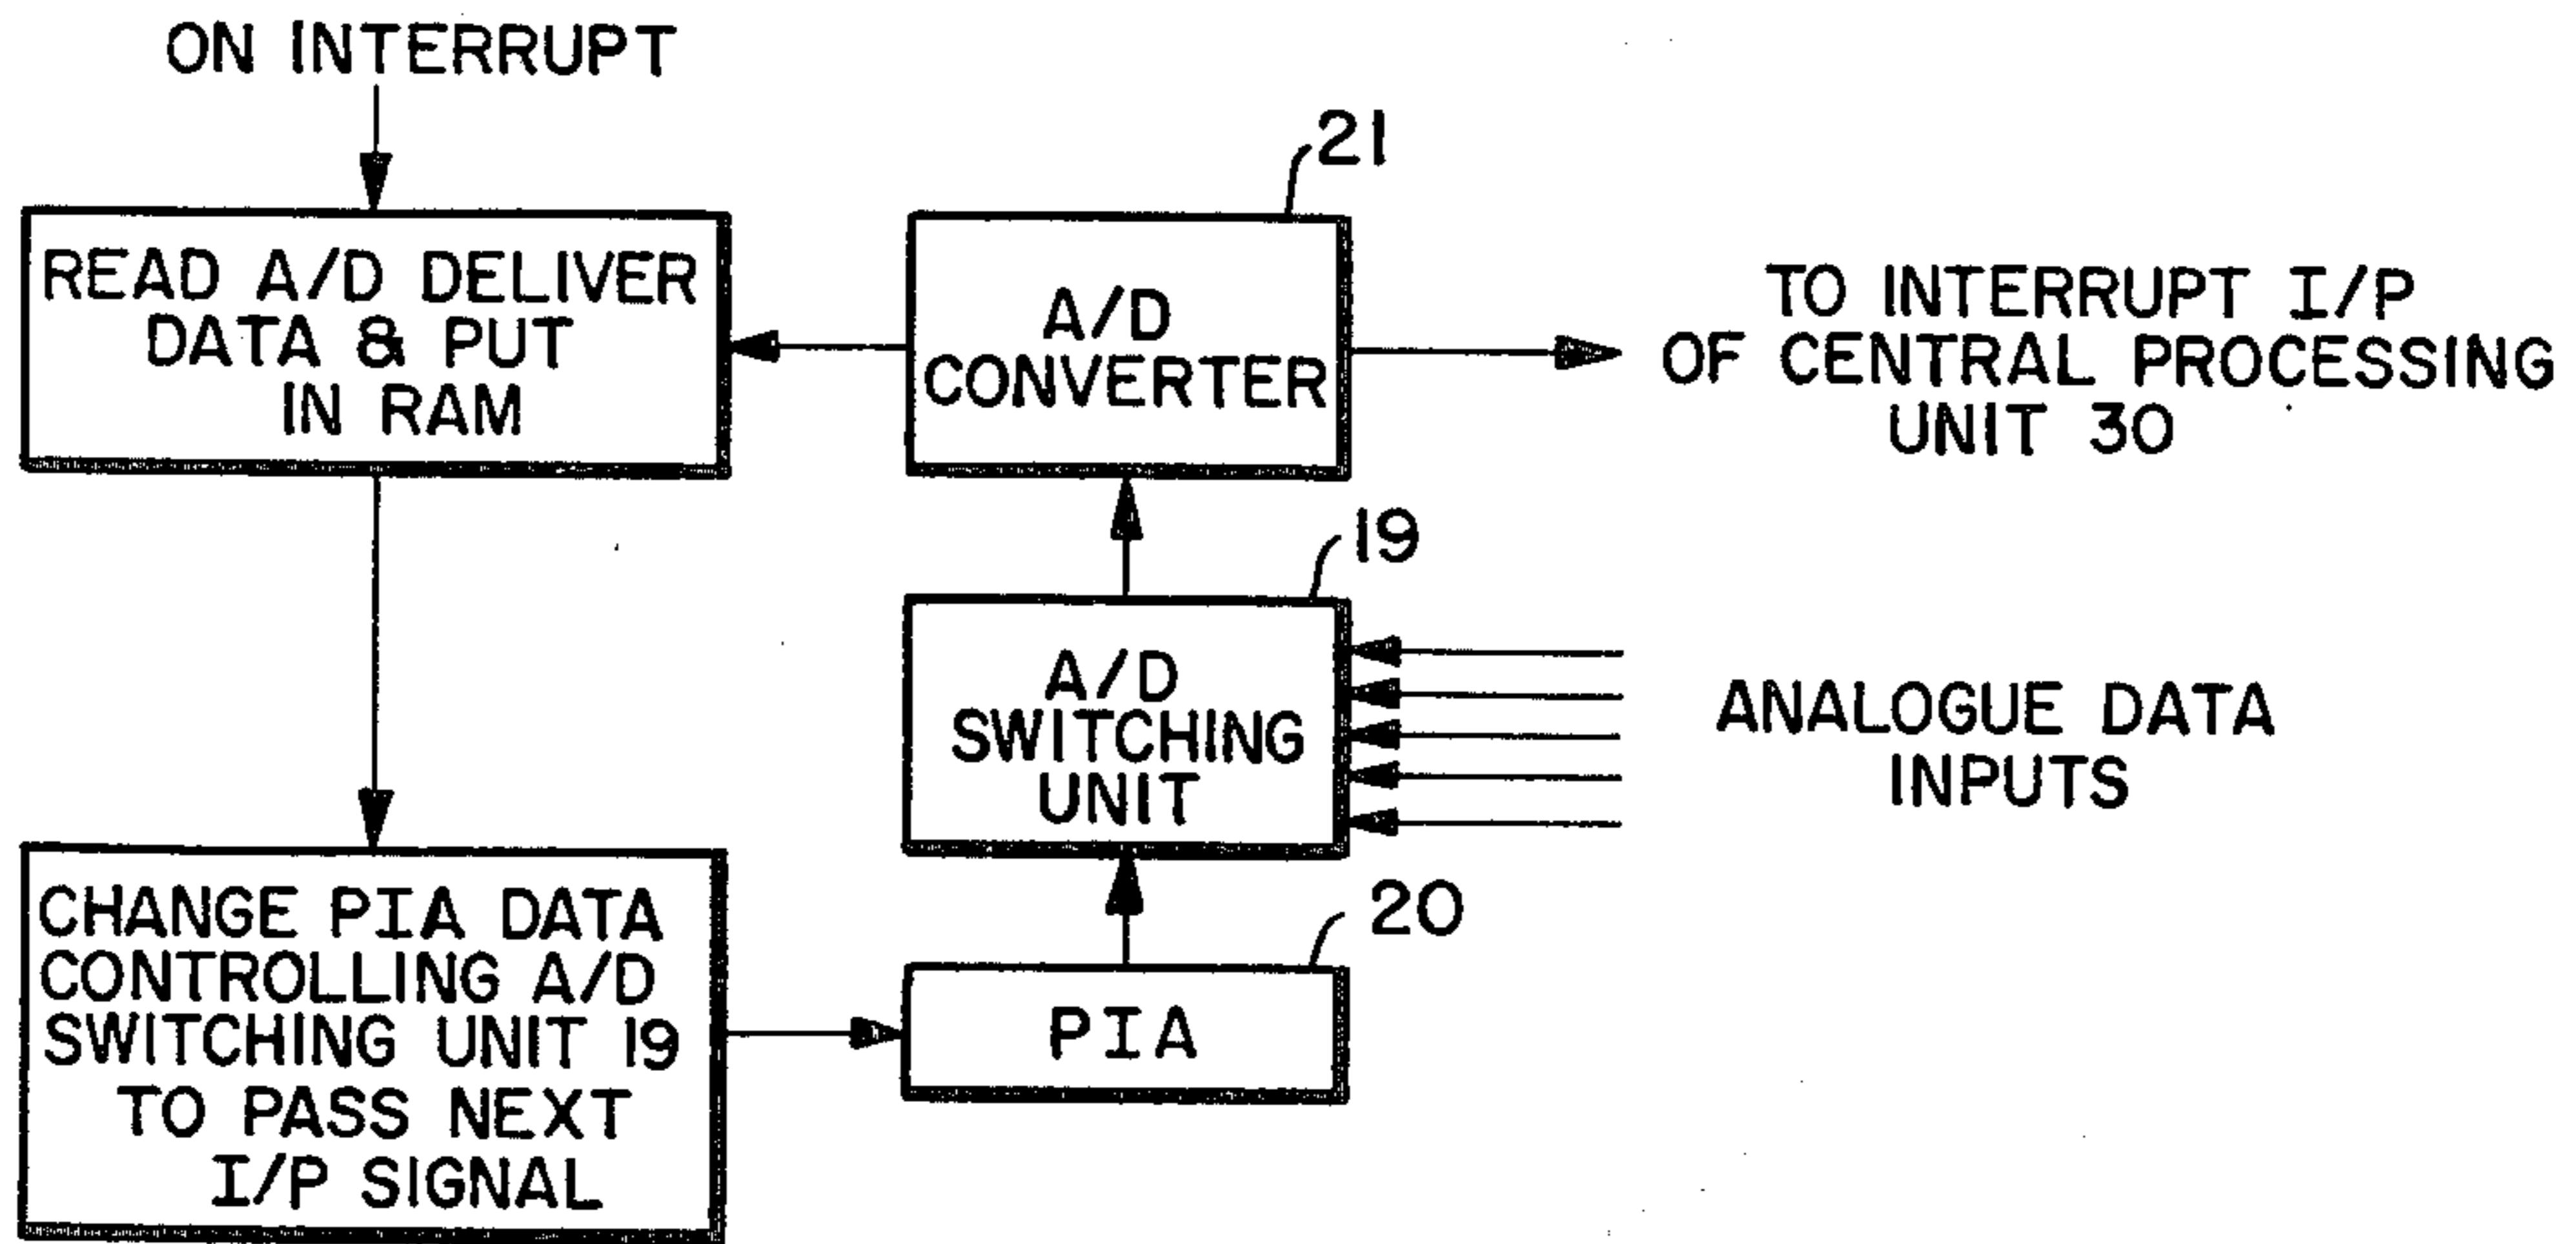 ON INTERRUPT
READ A/D DELIVER
DATA & PUT
IN RAM
21
A/D
CONVERTER
TO INTERRUPT I/P
OF CENTRAL PROCESSING
UNIT 30
19
A/D
SWITCHING
UNIT
ANALOGUE DATA
INPUTS
CHANGE PIA DATA
CONTROLLING A/D
SWITCHING UNIT 19
TO PASS NEXT
I/P SIGNAL
20
PIA